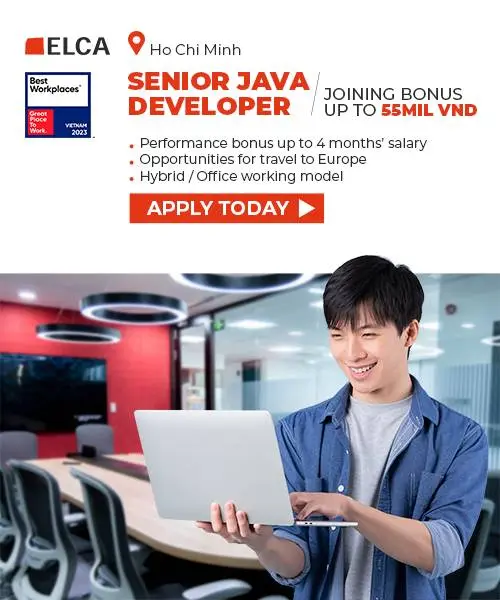 ELCA
Ho Chi Minh
Best
Workplaces™
Great
Place
To
Work.
VIETNAM
2023
SENIOR JAVA
DEVELOPER
JOINING BONUS
UP TO 55MIL VND
Performance bonus up to 4 months' salary
Opportunities for travel to Europe
Hybrid / Office working model
APPLY TODAY